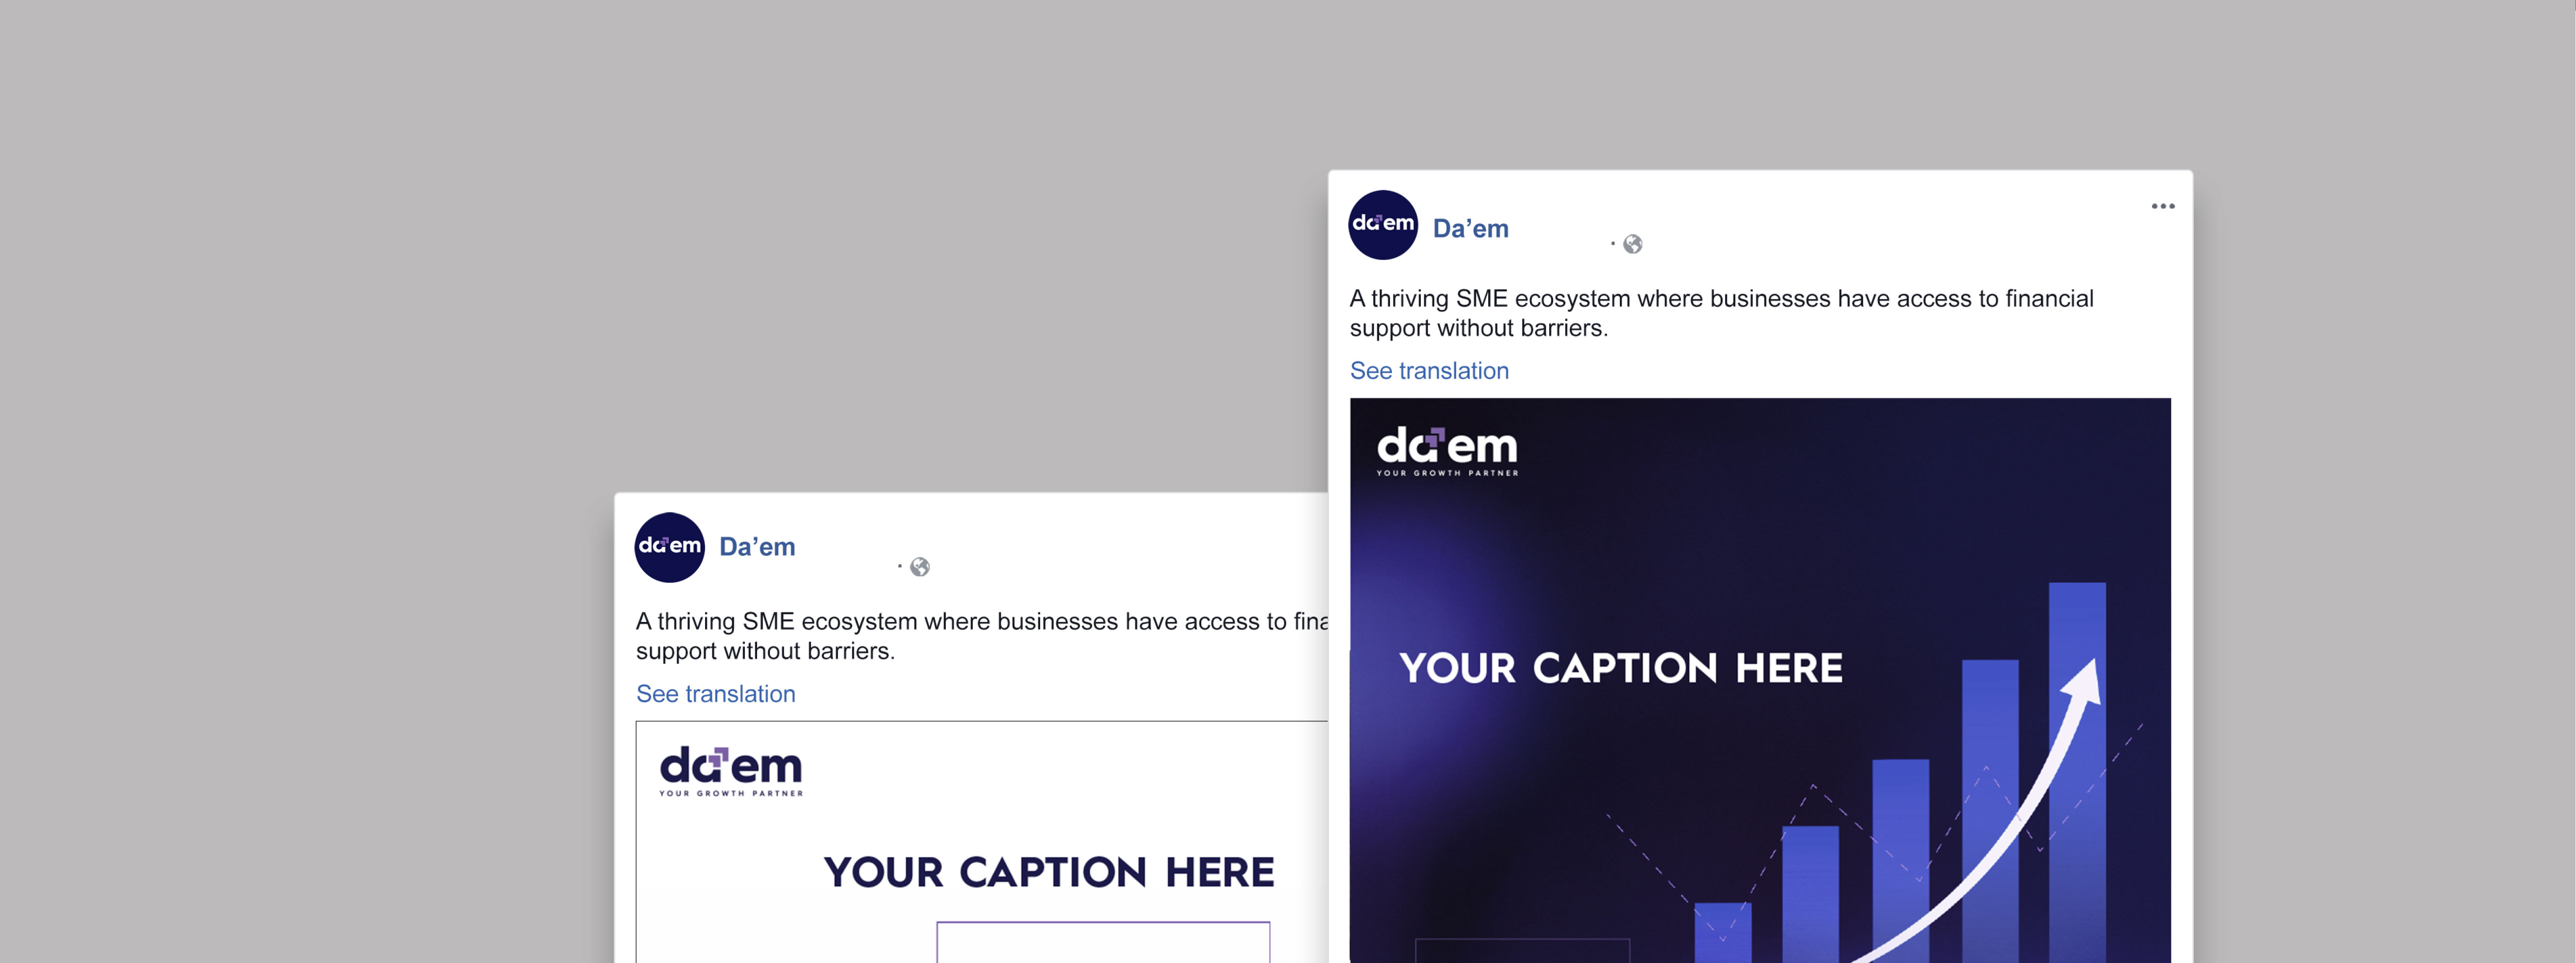 da'em
Da'em
A thriving SME ecosystem where businesses have access to financial
support without barriers.
See translation
da'em
YOUR GROWTH PARTNER
YOUR CAPTION HERE
da'em
Da'em
A thriving SME ecosystem where businesses have access to fina
support without barriers.
See translation
da'em
YOUR GROWTH PARTNER
YOUR CAPTION HERE